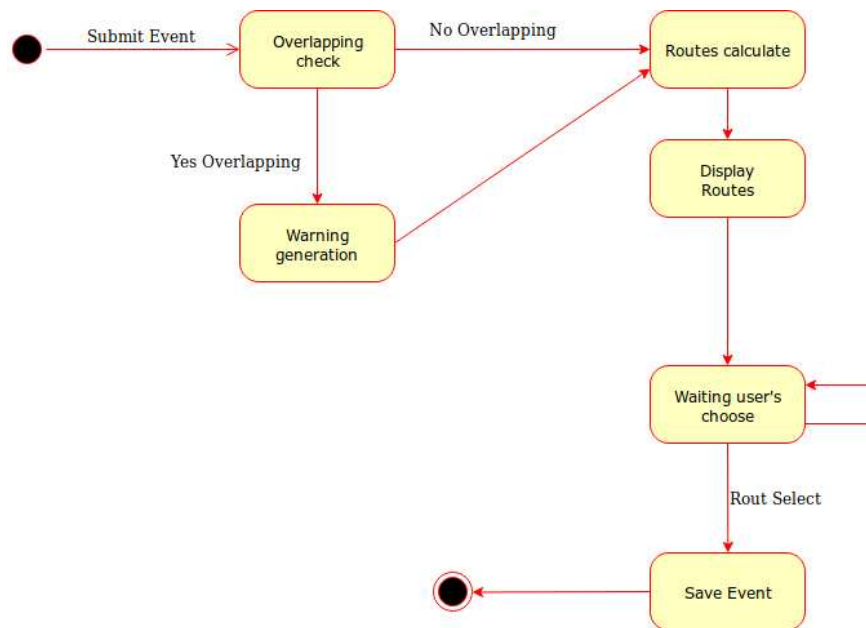 Submit Event
Overlapping
check
No Overlapping
Routes calculate
Yes Overlapping
Display
Routes
Warning
generation
Waiting user's
choose
Rout Select
Save Event